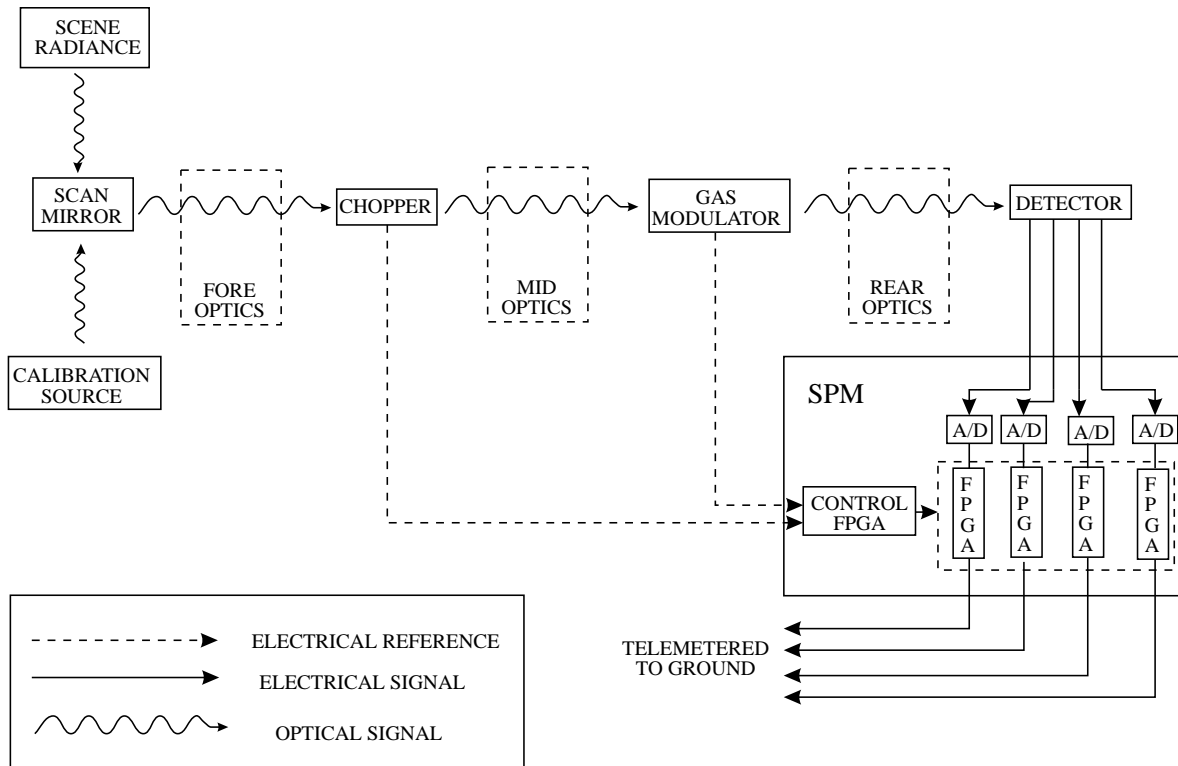 SCENE
RADIANCE
SCAN
MIRROR
CHOPPER
GAS
MODULATOR
DETECTOR
FORE
OPTICS
MID
OPTICS
REAR
OPTICS
CALIBRATION
SOURCE
SPM
A/D
A/D
A/D
A/D
CONTROL
FPGA
F
P
G
A
F
P
G
A
F
P
G
A
F
P
G
A
TELEMETERED
TO GROUND
ELECTRICAL REFERENCE
ELECTRICAL SIGNAL
OPTICAL SIGNAL